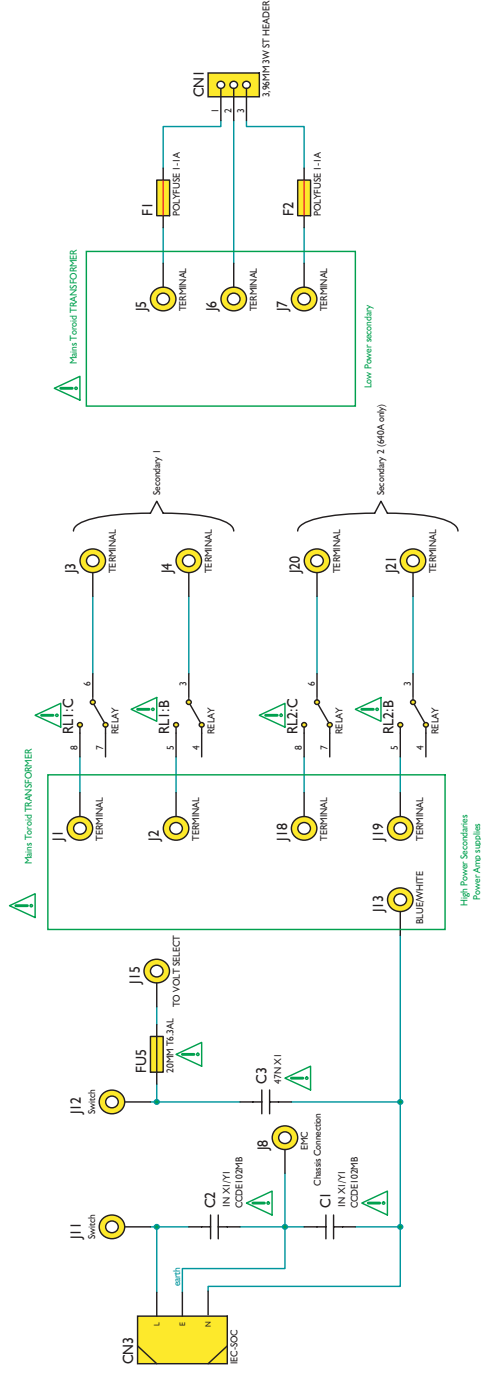 CN3
IEC-SOC
L
E
N
earth
J11
Switch
C2
1N X1/Y1
CCDE102MB
C1
1N X1/Y1
CCDE102MB
J8
EMC
Chassis Connection
J12
Switch
FU5
20MM T6.3AL
C3
47N X1
J15
TO VOLT SELECT
J13
BLUE/WHITE
Mains Toroid TRANSFORMER
J1
TERMINAL
J2
TERMINAL
J18
TERMINAL
J19
TERMINAL
High Power Secondaries
Power Amp supplies
RL1:C
8
7
6
RELAY
RL1:B
5
4
3
RELAY
RL2:C
8
7
6
RELAY
RL2:B
5
4
3
RELAY
J3
TERMINAL
J4
TERMINAL
J20
TERMINAL
J21
TERMINAL
Secondary 1
Secondary 2 (640A only)
Mains Toroid TRANSFORMER
J5
TERMINAL
J6
TERMINAL
J7
TERMINAL
Low Power secondary
F1
POLYFUSE 1-1A
F2
POLYFUSE 1-1A
CN1
1
2
3
3.96MM 3W ST HEADER